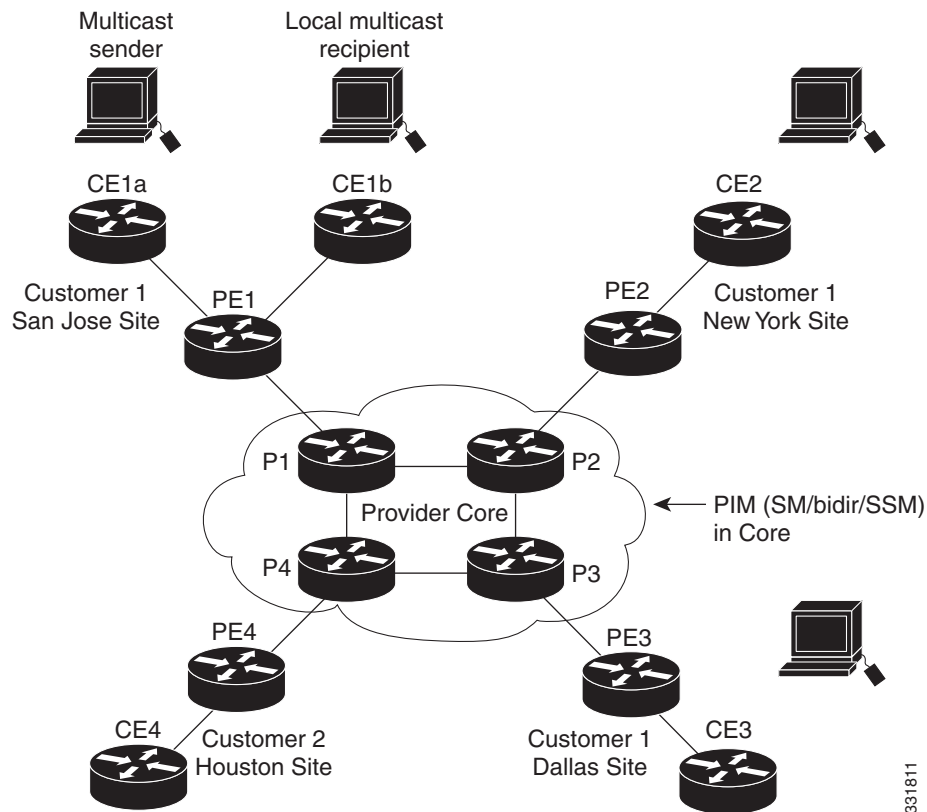 Multicast
sender
Local multicast
recipient
CE1a
CE1b
CE2
Customer 1
San Jose Site
PE1
PE2
Customer 1
New York Site
P1
P2
Provider Core
PIM (SM/bidir/SSM)
in Core
P4
P3
PE4
PE3
CE4
Customer 2
Houston Site
Customer 1
Dallas Site
CE3
331811